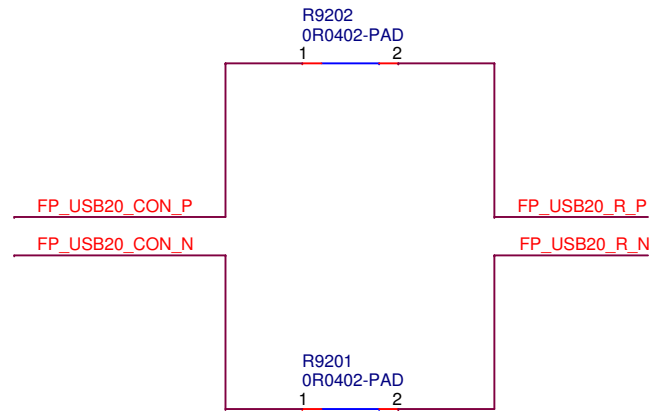 R9202
0R0402-PAD
1 2
FP_USB20_CON_P FP_USB20_R_P
FP_USB20_CON_N FP_USB20_R_N
R9201
0R0402-PAD
1 2